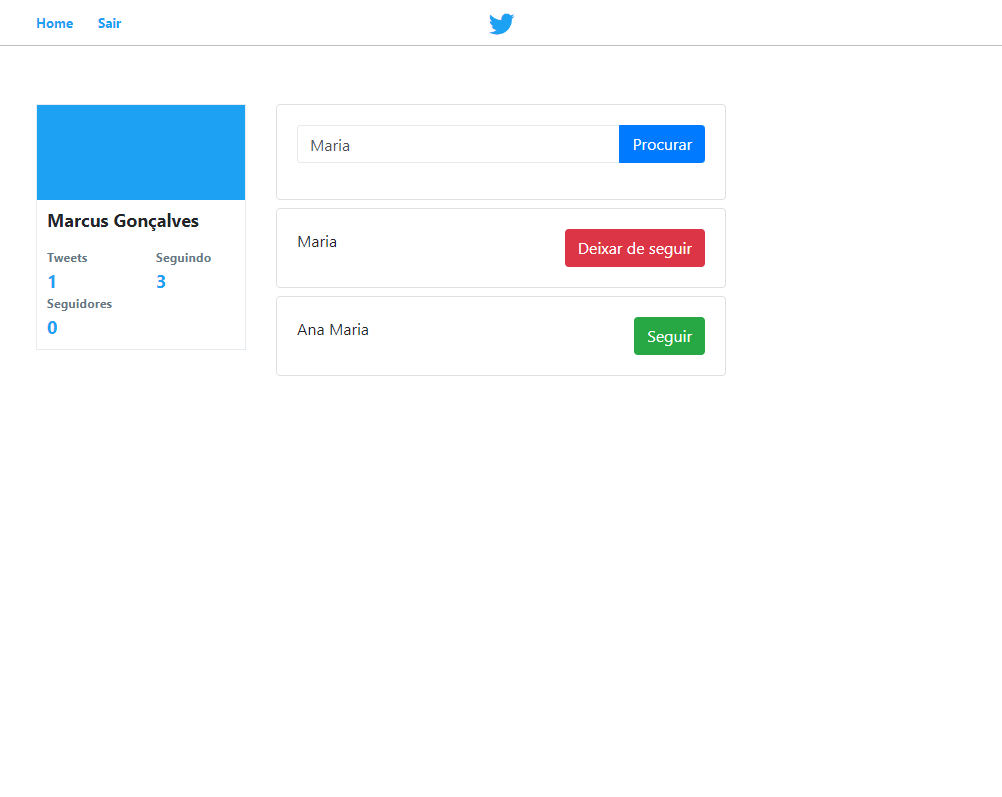 Home Sair
Marcus Gonçalves
Tweets Seguindo
1 3
Seguidores
0
Maria Procurar
Maria Deixar de seguir
Ana Maria Seguir